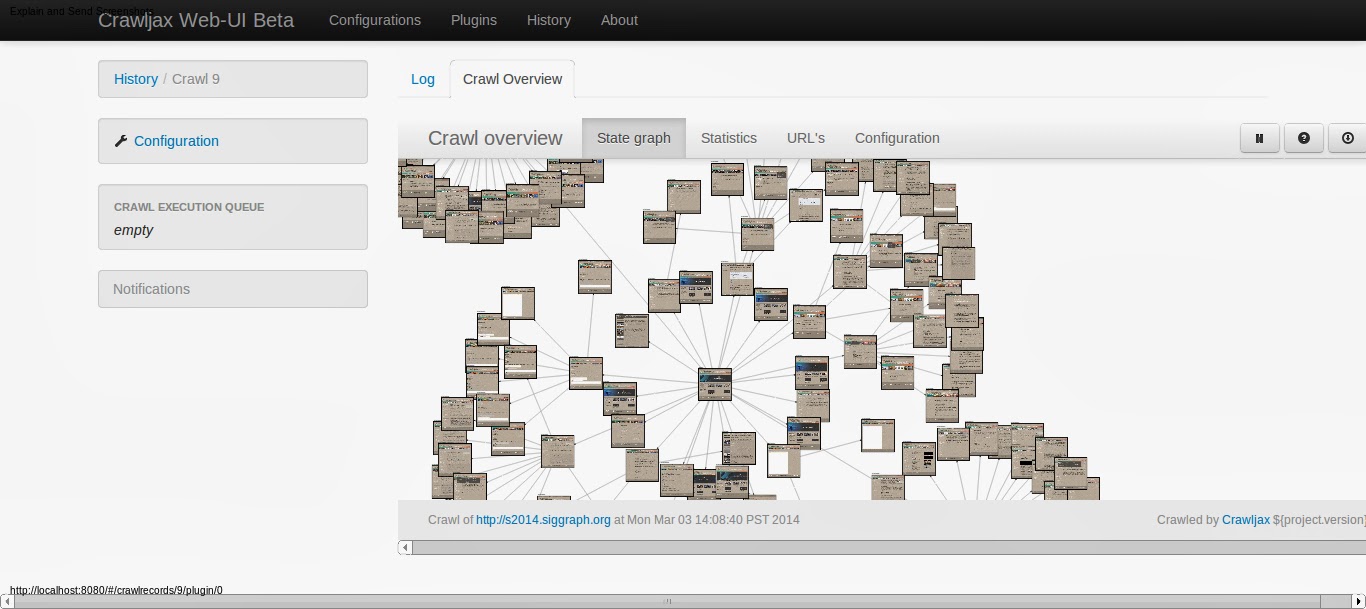 Explain and Send Screenshots
Crawljax Web-UI Beta Configurations Plugins History About
History / Crawl 9
Configuration
CRAWL EXECUTION QUEUE
empty
Notifications
Log Crawl Overview
Crawl overview State graph Statistics URL's Configuration
Crawl of http://s2014.siggraph.org at Mon Mar 03 14:08:40 PST 2014
Crawled by Crawljax ${project.version}
http://localhost:8080/#/crawlrecords/9/plugin/0